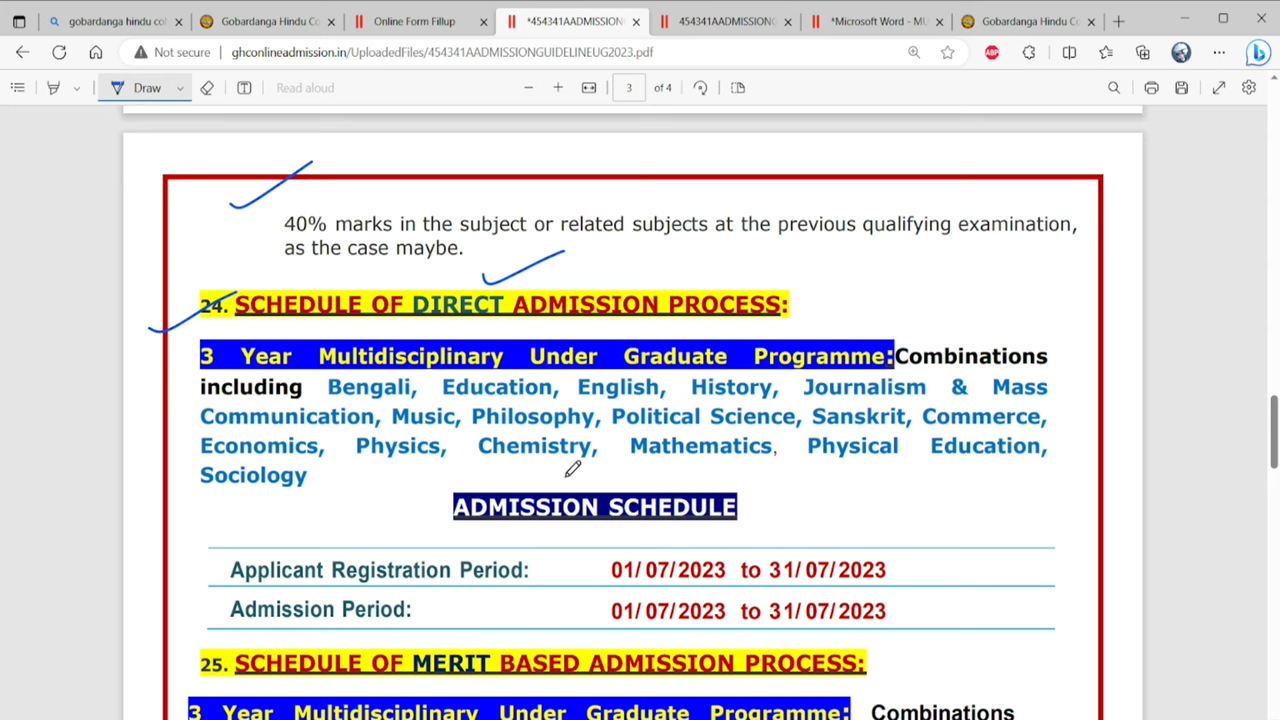 gobardanga hindu col
Gobardanga Hindu Co
Online Form Fillup
*454341AADMISSION
454341AADMISSIONG
*Microsoft Word - MU
Gobardanga Hindu Co
Not secure
ghconlineadmission.in/UploadedFiles/454341AADMISSIONGUIDELINEUG2023.pdf
ABP
Draw
Read aloud
3 of 4
40% marks in the subject or related subjects at the previous qualifying examination,
as the case maybe.
24. SCHEDULE OF DIRECT ADMISSION PROCESS:
3 Year Multidisciplinary Under Graduate Programme:Combinations
including Bengali, Education, English, History, Journalism & Mass
Communication, Music, Philosophy, Political Science, Sanskrit, Commerce,
Economics, Physics, Chemistry, Mathematics, Physical Education,
Sociology
ADMISSION SCHEDULE
Applicant Registration Period: 01/07/2023 to 31/07/2023
Admission Period: 01/07/2023 to 31/07/2023
25. SCHEDULE OF MERIT BASED ADMISSION PROCESS:
3 Year Multidisciplinary Under Graduate Programme: Combinations